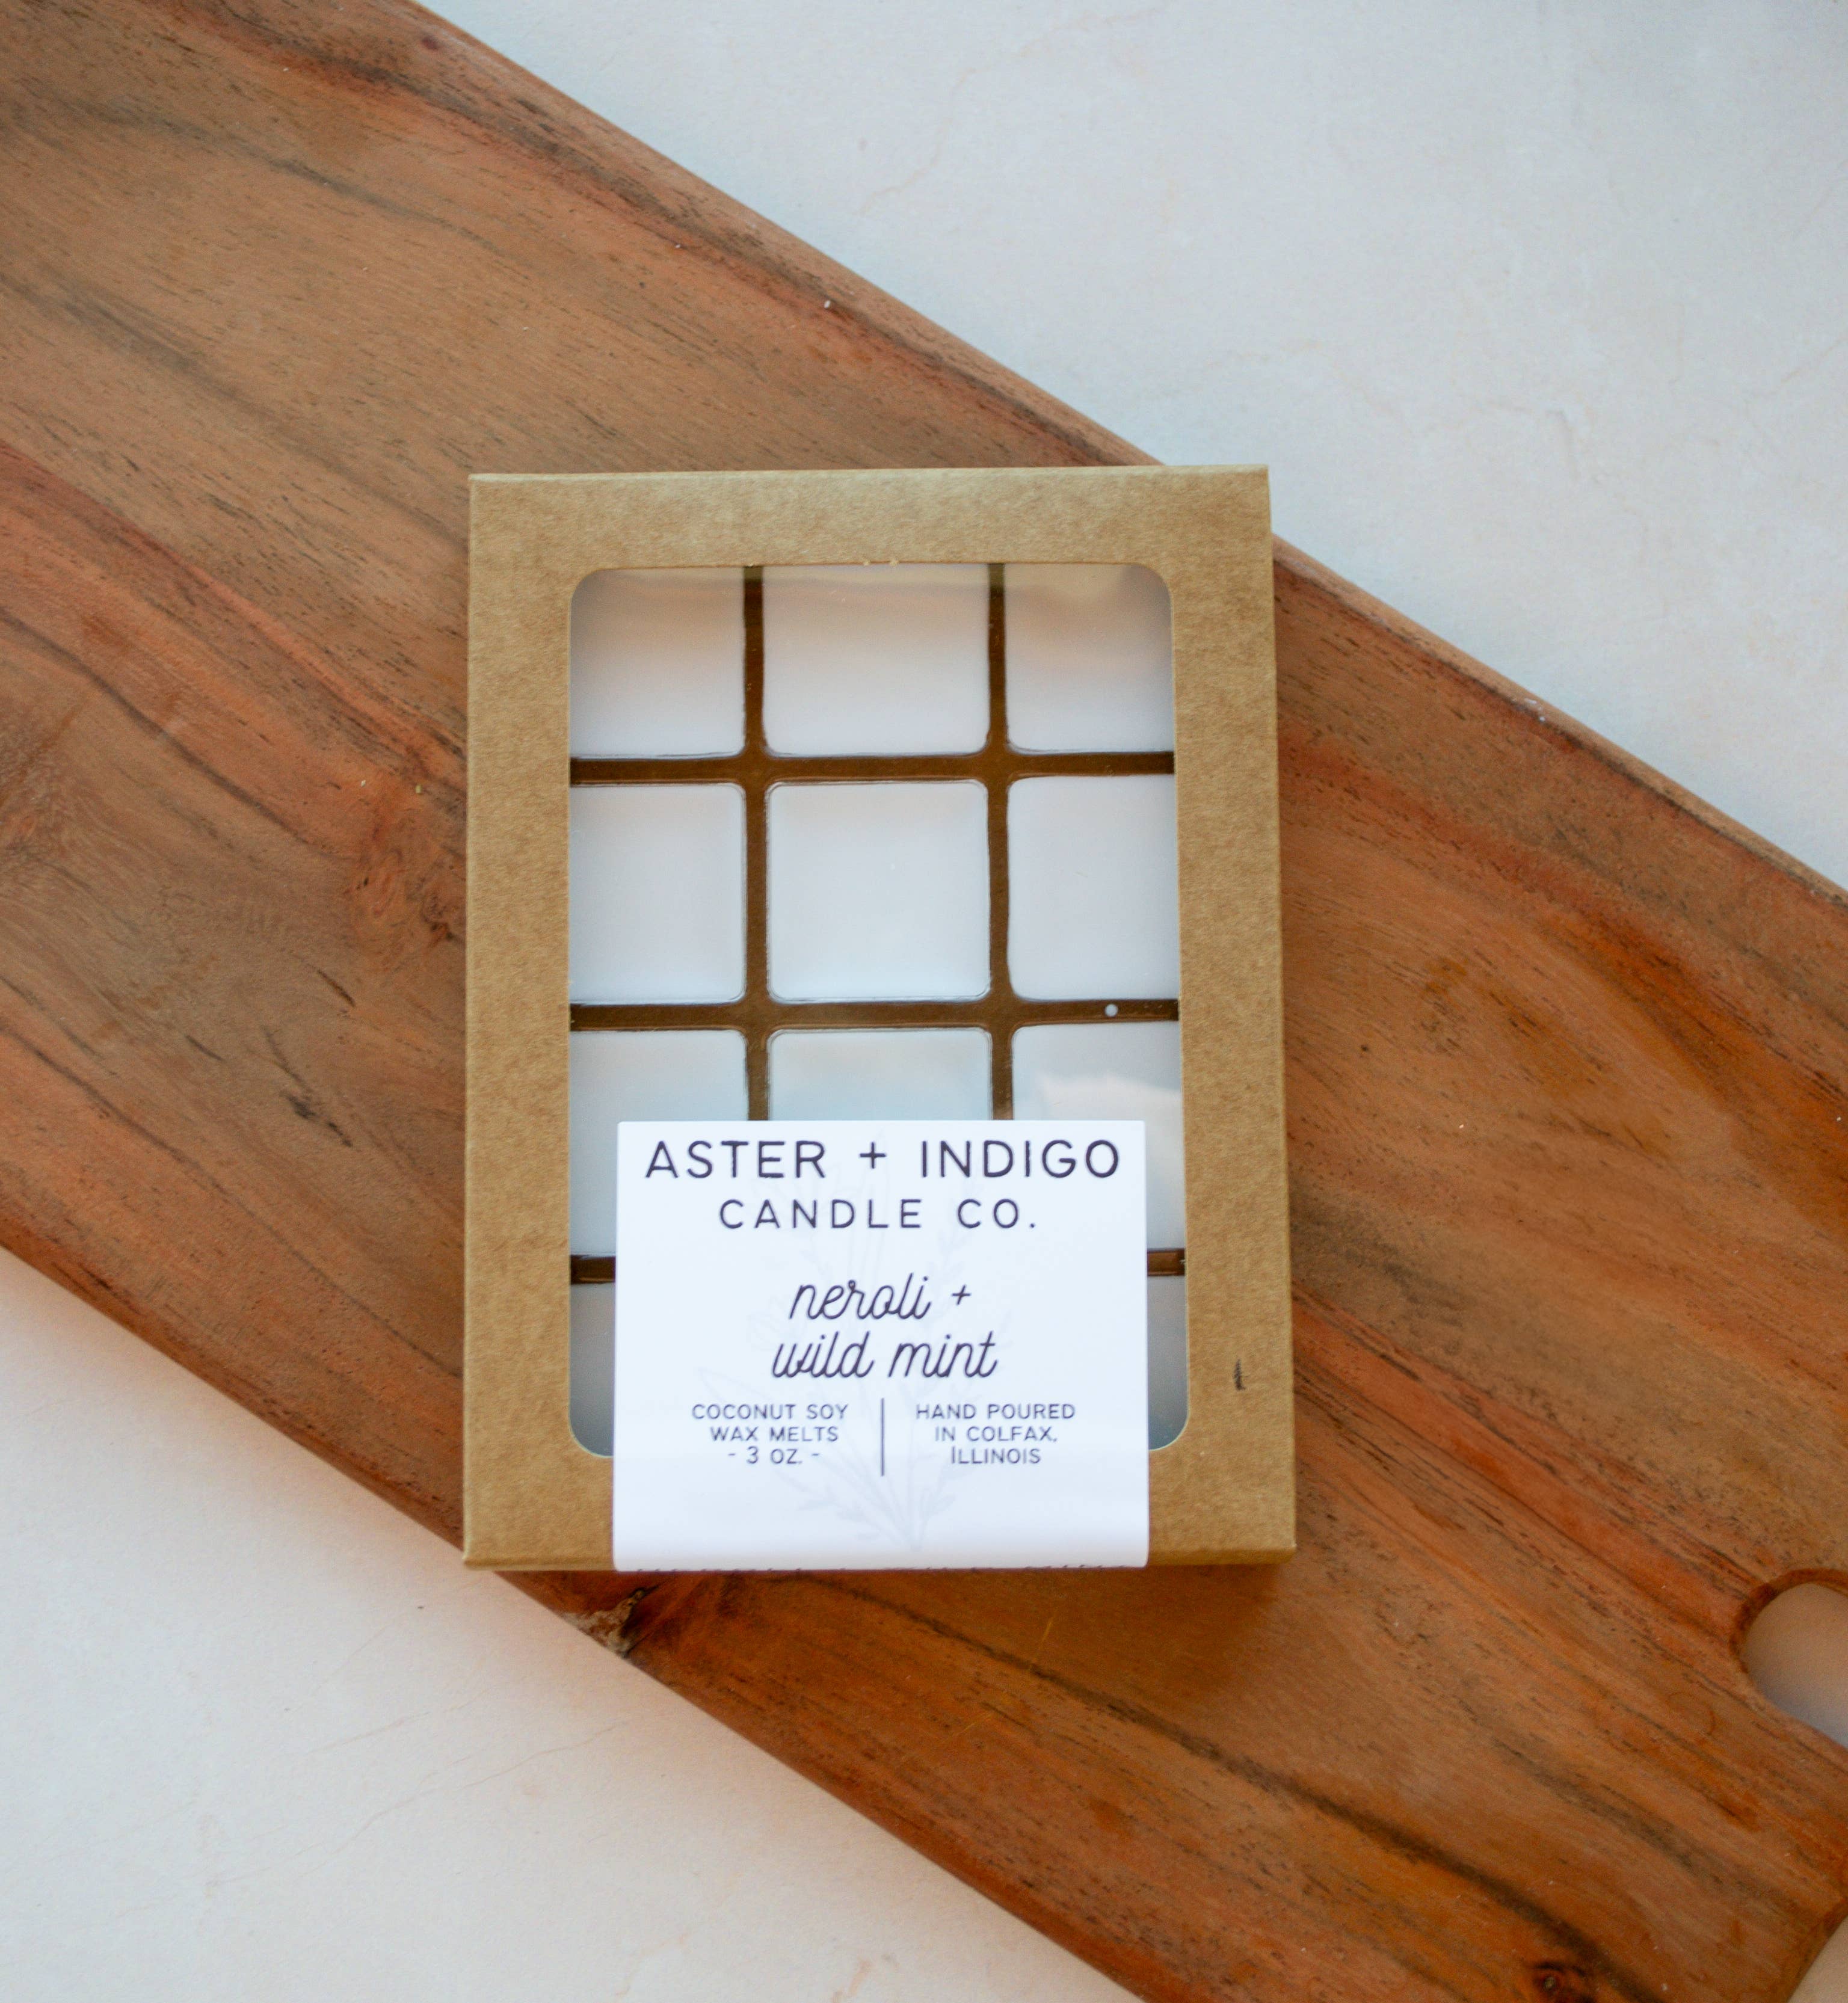 ASTER + INDIGO
CANDLE CO.
neroli +
wild mint
COCONUT SOY
WAX MELTS
- 3 OZ. -
HAND POURED
IN COLFAX,
ILLINOIS